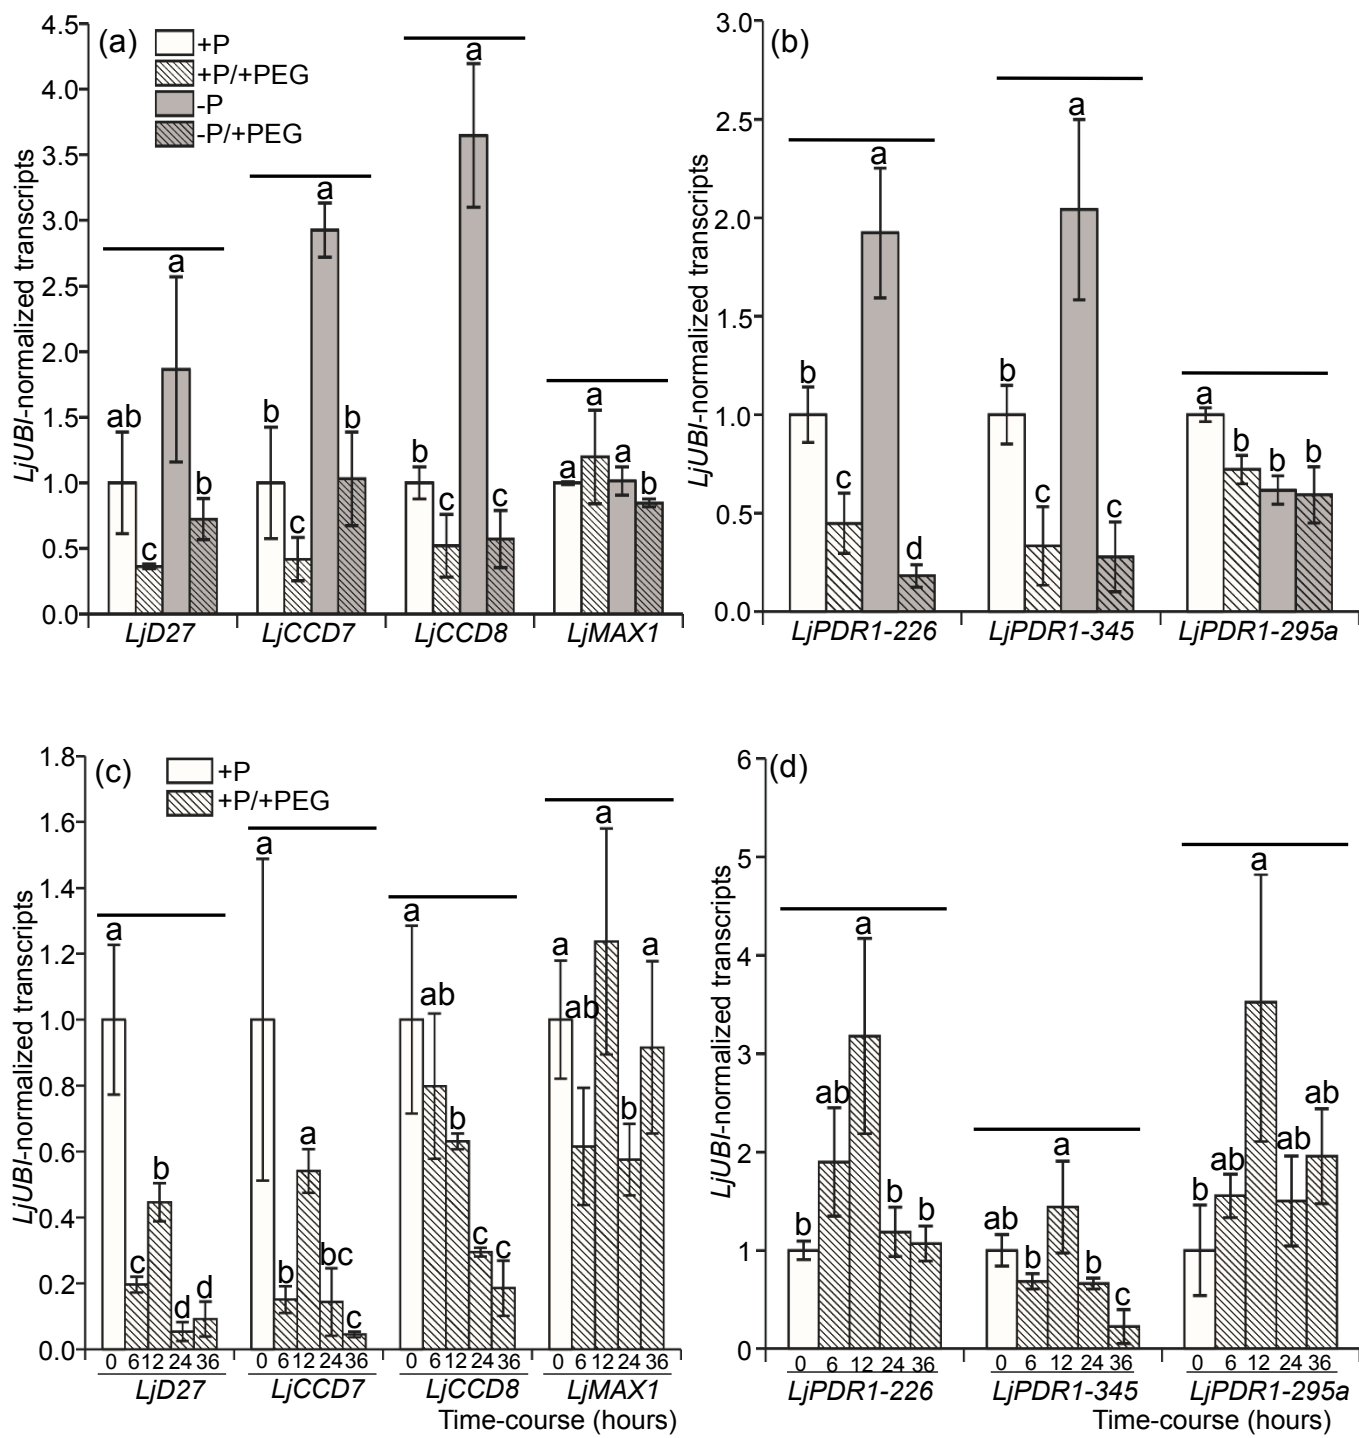 (a)
+P
+P/+PEG
-P
-P/+PEG
LjUBI-normalized transcripts
4.5
4.0
3.5
3.0
2.5
2.0
1.5
1.0
0.5
0.0
ab c a b
b c a b
b c a c
a a a b
LjD27 LjCCD7 LjCCD8 LjMAX1
(b)
LjUBI-normalized transcripts
3.0
2.5
2.0
1.5
1.0
0.5
0.0
b c a d
b c a c
a b b b
LjPDR1-226 LjPDR1-345 LjPDR1-295a
(c)
+P
+P/+PEG
LjUBI-normalized transcripts
1.8
1.6
1.4
1.2
1.0
0.8
0.6
0.4
0.2
0.0
a c b d d
a b a bc c
a ab b c c
a ab a b a
0 6 12 24 36 0 6 12 24 36 0 6 12 24 36 0 6 12 24 36
LjD27 LjCCD7 LjCCD8 LjMAX1
Time-course (hours)
(d)
LjUBI-normalized transcripts
6
5
4
3
2
1
0
b ab a b b
ab b a b c
b ab a ab ab
0 6 12 24 36 0 6 12 24 36 0 6 12 24 36
LjPDR1-226 LjPDR1-345 LjPDR1-295a
Time-course (hours)